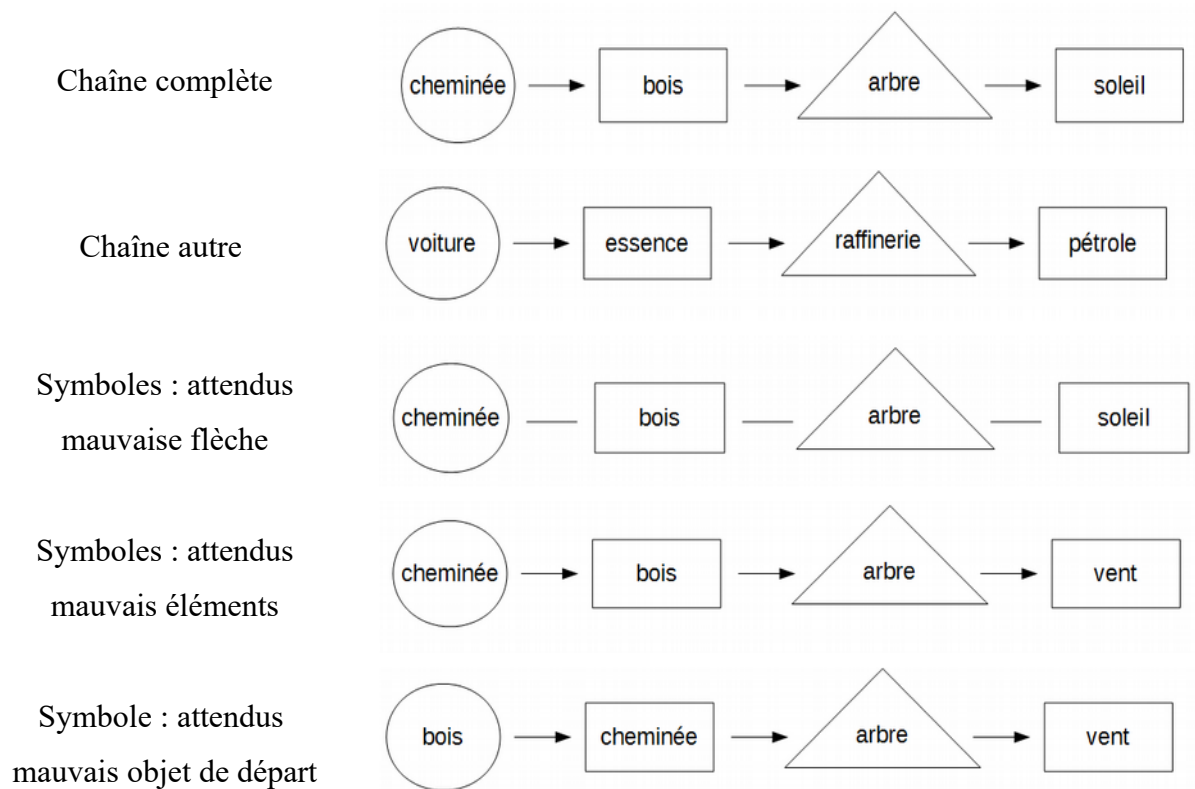 Chaîne complète
cheminée bois arbre soleil
Chaîne autre
voiture essence raffinerie pétrole
Symboles : attendus
mauvaise flèche
cheminée bois arbre soleil
Symboles : attendus
mauvais éléments
cheminée bois arbre vent
Symbole : attendus
mauvais objet de départ
bois cheminée arbre vent